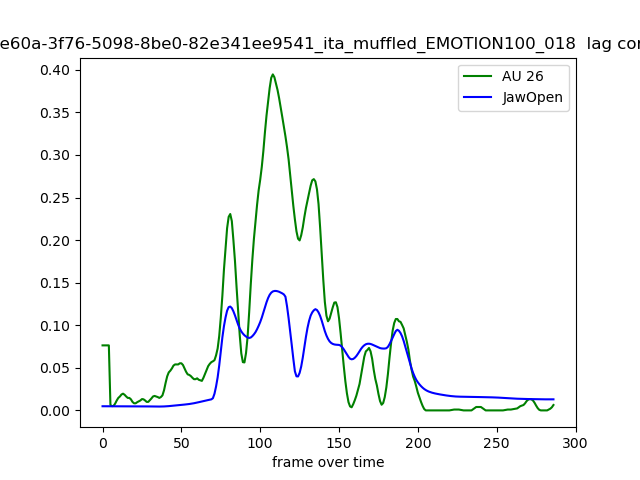 e60a-3f76-5098-8be0-82e341ee9541_ita_muffled_EMOTION100_018 lag cor
AU 26
JawOpen
0.40
0.35
0.30
0.25
0.20
0.15
0.10
0.05
0.00
0 50 100 150 200 250 300
frame over time